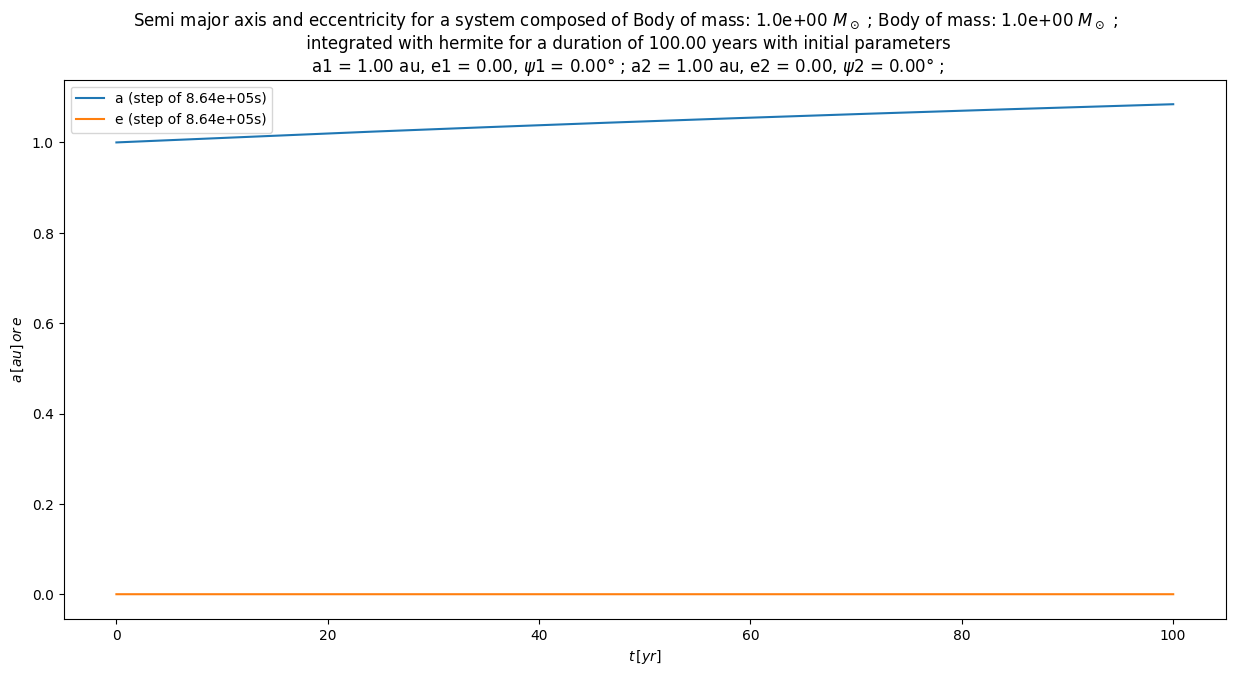 Semi major axis and eccentricity for a system composed of Body of mass: 1.0e+00 M⊙ ; Body of mass: 1.0e+00 M⊙ ;
integrated with hermite for a duration of 100.00 years with initial parameters
a1 = 1.00 au, e1 = 0.00, ψ1 = 0.00° ; a2 = 1.00 au, e2 = 0.00, ψ2 = 0.00° ;
a (step of 8.64e+05s)
e (step of 8.64e+05s)
1.0
0.8
0.6
0.4
0.2
0.0
a [au] or e
0 20 40 60 80 100
t [yr]